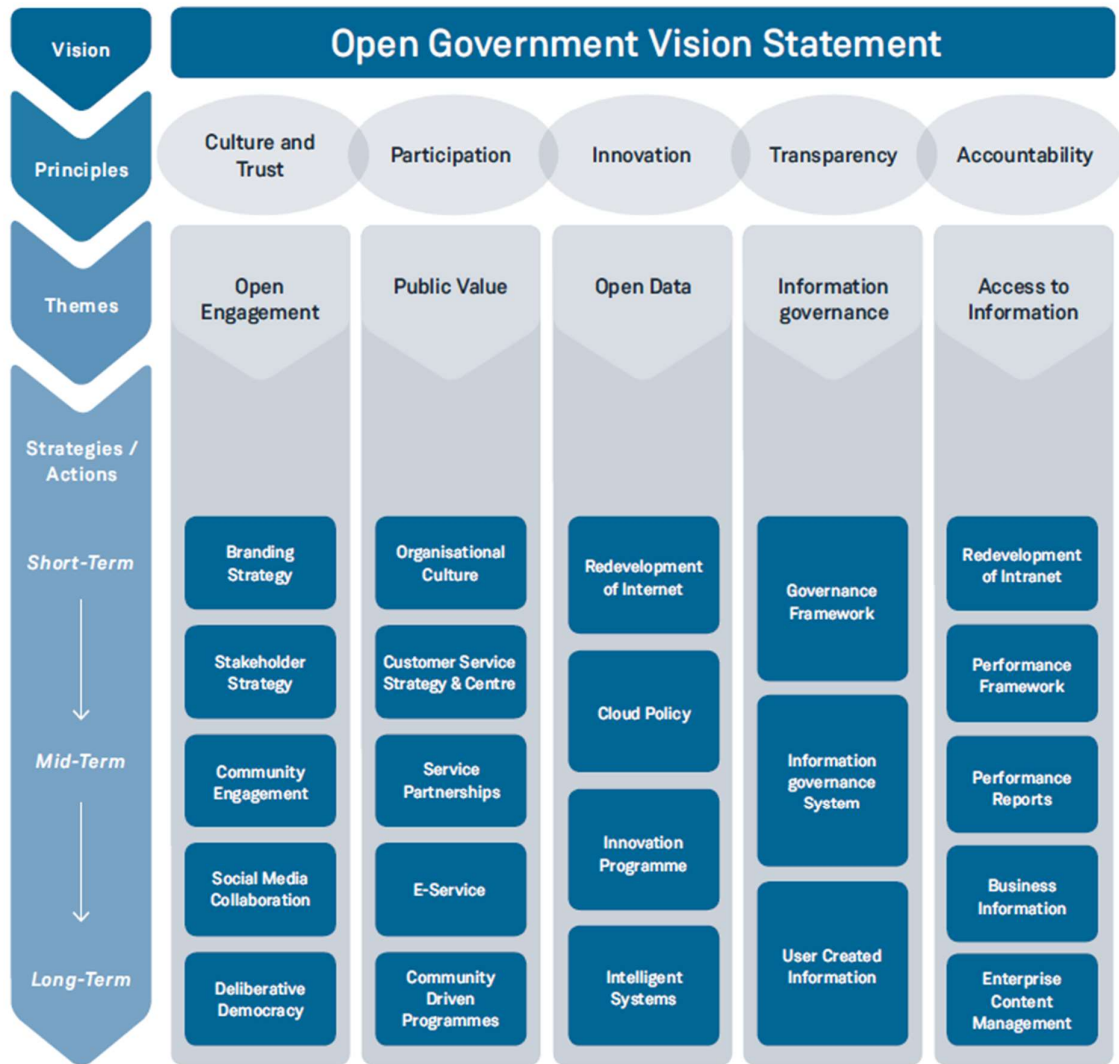 Vision
Open Government Vision Statement
Principles
Culture and
Trust
Participation
Innovation
Transparency
Accountability
Themes
Open
Engagement
Public Value
Open Data
Information
governance
Access to
Information
Strategies /
Actions
Short-Term
Mid-Term
Long-Term
Branding
Strategy
Stakeholder
Strategy
Community
Engagement
Social Media
Collaboration
Deliberative
Democracy
Organisational
Culture
Customer Service
Strategy & Centre
Service
Partnerships
E-Service
Community
Driven
Programmes
Redevelopment
of Internet
Cloud Policy
Innovation
Programme
Intelligent
Systems
Governance
Framework
Information
governance
System
User Created
Information
Redevelopment
of Intranet
Performance
Framework
Performance
Reports
Business
Information
Enterprise
Content
Management